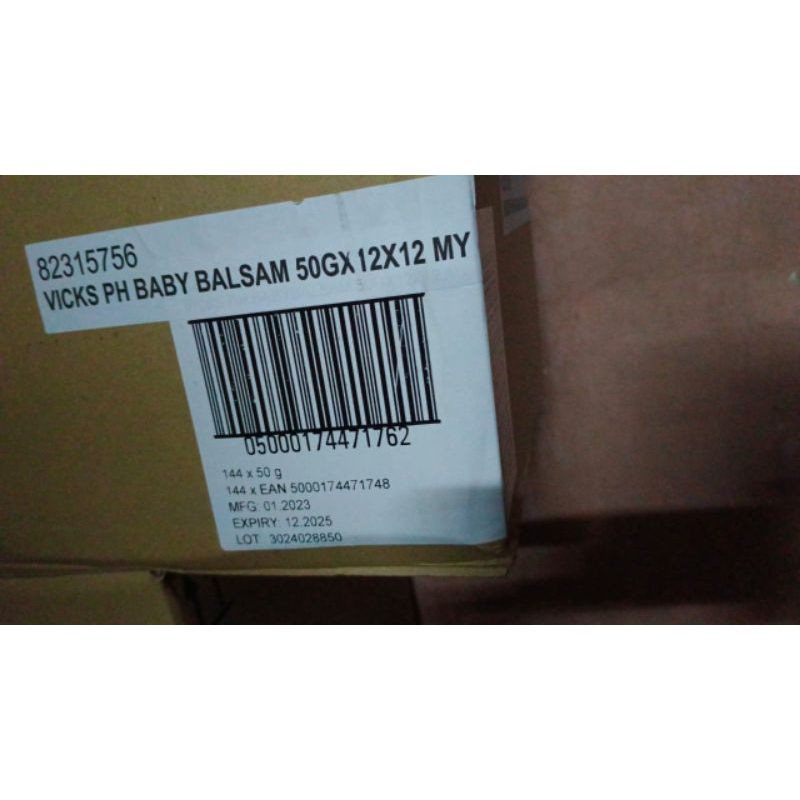 82315756
VICKS PH BABY BALSAM 50GX12X12 MY
05000174471762
144 x 50 g
144 x EAN 5000174471748
MFG: 01.2023
EXPIRY: 12.2025
LOT: 3024028850